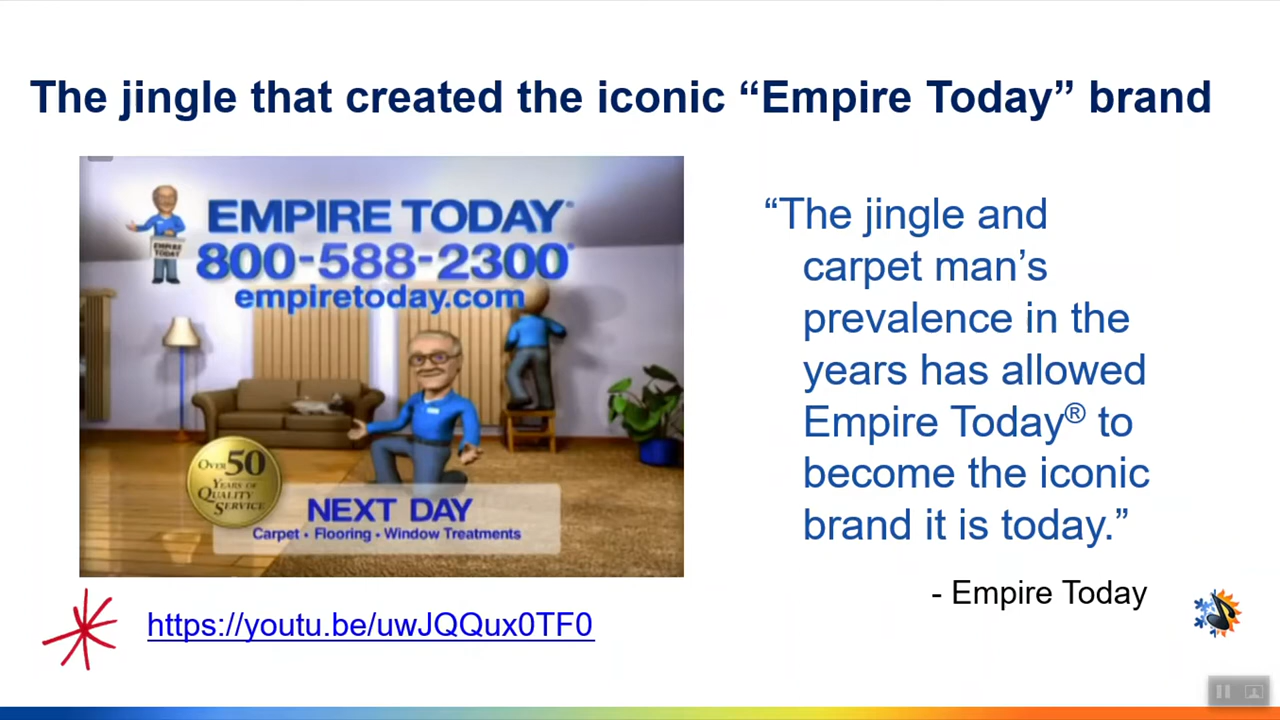 The jingle that created the iconic “Empire Today” brand
EMPIRE TODAY®
800-588-2300®
empiretoday.com
EMPIRE
TODAY
OVER 50
YEARS OF
QUALITY
SERVICE
NEXT DAY
Carpet • Flooring • Window Treatments
“The jingle and
carpet man’s
prevalence in the
years has allowed
Empire Today® to
become the iconic
brand it is today.”
- Empire Today
https://youtu.be/uwJQQux0TF0